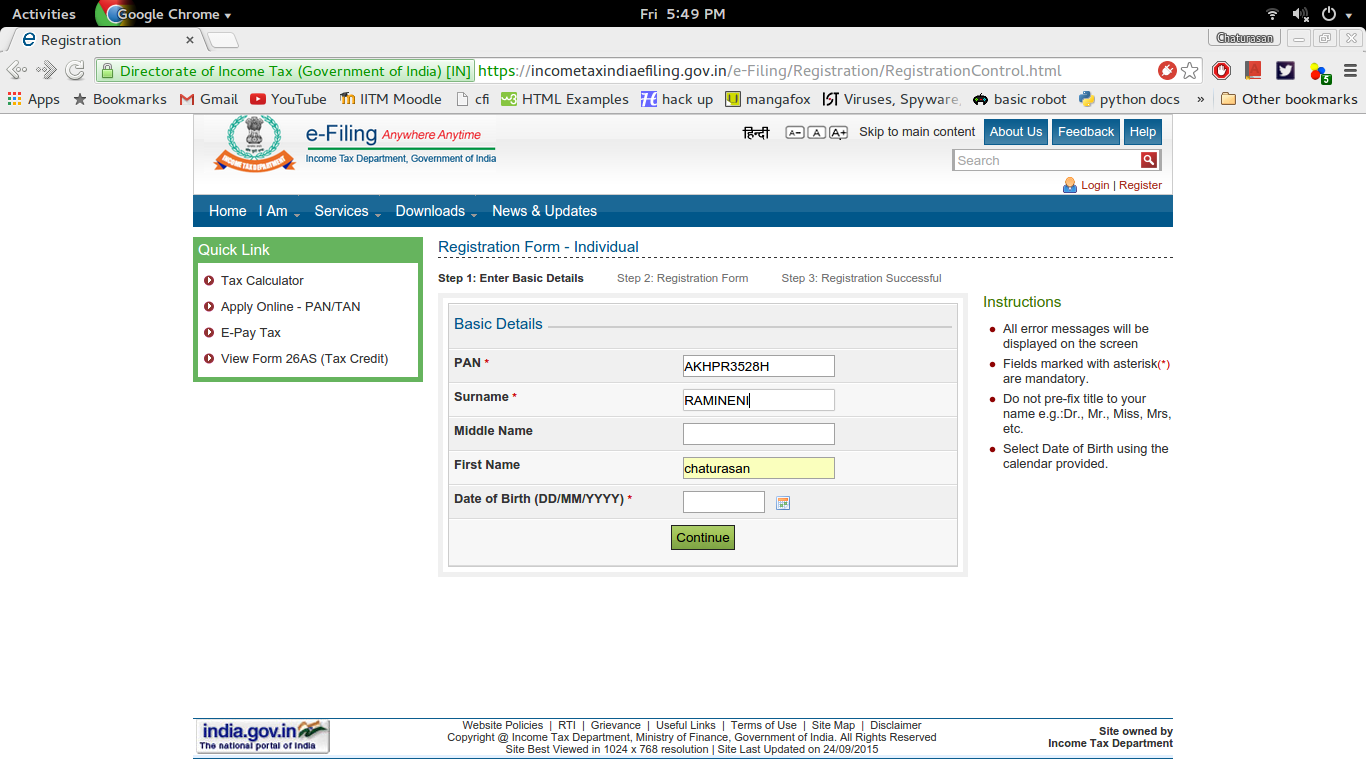 Activities Google Chrome Fri 5:49 PM
Registration Chaturasan
Directorate of Income Tax (Government of India) [IN] https://incometaxindiaefiling.gov.in/e-Filing/Registration/RegistrationControl.html
5
Apps Bookmarks Gmail YouTube IITM Moodle cfi HTML Examples hack up mangafox Viruses, Spyware, basic robot python docs » Other bookmarks
e-Filing Anywhere Anytime
Income Tax Department, Government of India
INCOME TAX DEPARTMENT
हिन्दी A- A A+ Skip to main content About Us Feedback Help
Search
Login | Register
Home I Am Services Downloads News & Updates
Quick Link
Tax Calculator
Apply Online - PAN/TAN
E-Pay Tax
View Form 26AS (Tax Credit)
Registration Form - Individual
Step 1: Enter Basic Details Step 2: Registration Form Step 3: Registration Successful
Basic Details
PAN * AKHPR3528H
Surname * RAMINENI
Middle Name
First Name chaturasan
Date of Birth (DD/MM/YYYY) *
Continue
Instructions
All error messages will be
displayed on the screen
Fields marked with asterisk(*)
are mandatory.
Do not pre-fix title to your
name e.g.:Dr., Mr., Miss, Mrs,
etc.
Select Date of Birth using the
calendar provided.
india.gov.in
The national portal of India
Website Policies | RTI | Grievance | Useful Links | Terms of Use | Site Map | Disclaimer
Copyright @ Income Tax Department, Ministry of Finance, Government of India. All Rights Reserved
Site Best Viewed in 1024 x 768 resolution | Site Last Updated on 24/09/2015
Site owned by
Income Tax Department